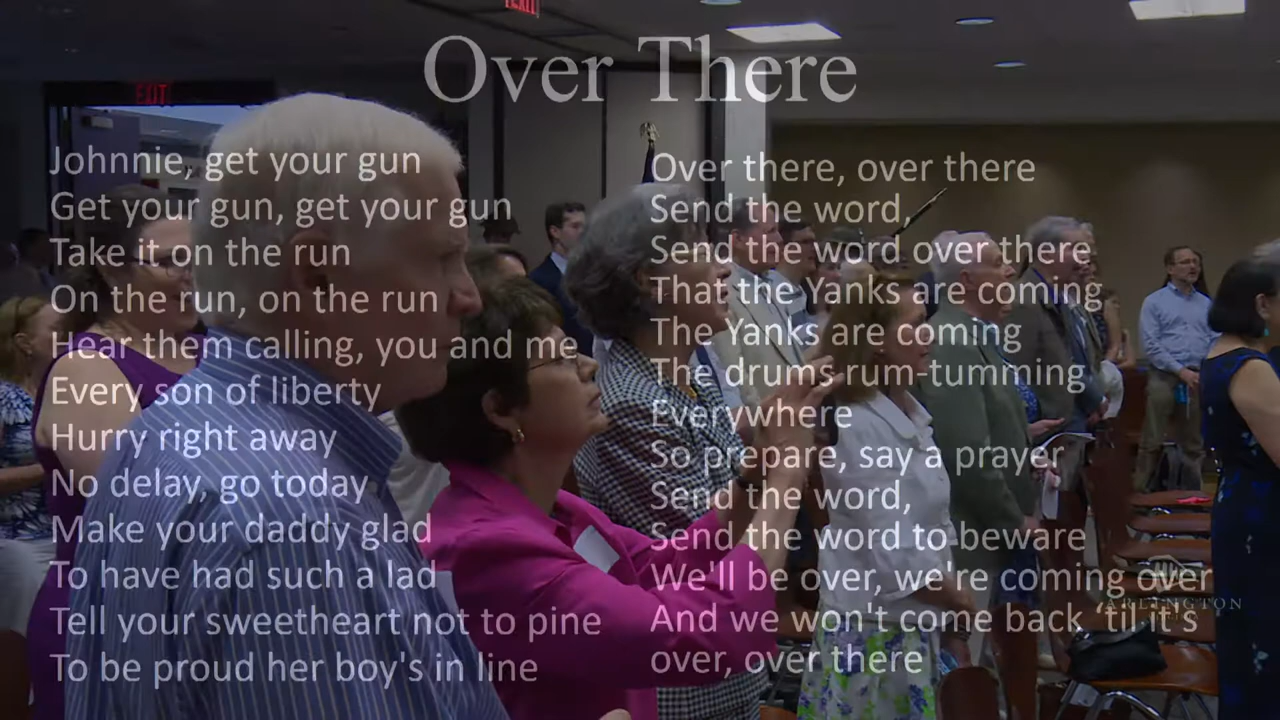 EXIT
EXIT
Over There
Johnnie, get your gun
Get your gun, get your gun
Take it on the run
On the run, on the run
Hear them calling, you and me
Every son of liberty
Hurry right away
No delay, go today
Make your daddy glad
To have had such a lad
Tell your sweetheart not to pine
To be proud her boy's in line
Over there, over there
Send the word,
Send the word over there
That the Yanks are coming
The Yanks are coming
The drums rum-tumming
Everywhere
So prepare, say a prayer
Send the word,
Send the word to beware
We'll be over, we're coming over
And we won't come back ‘til it's
over, over there
ARLINGTON